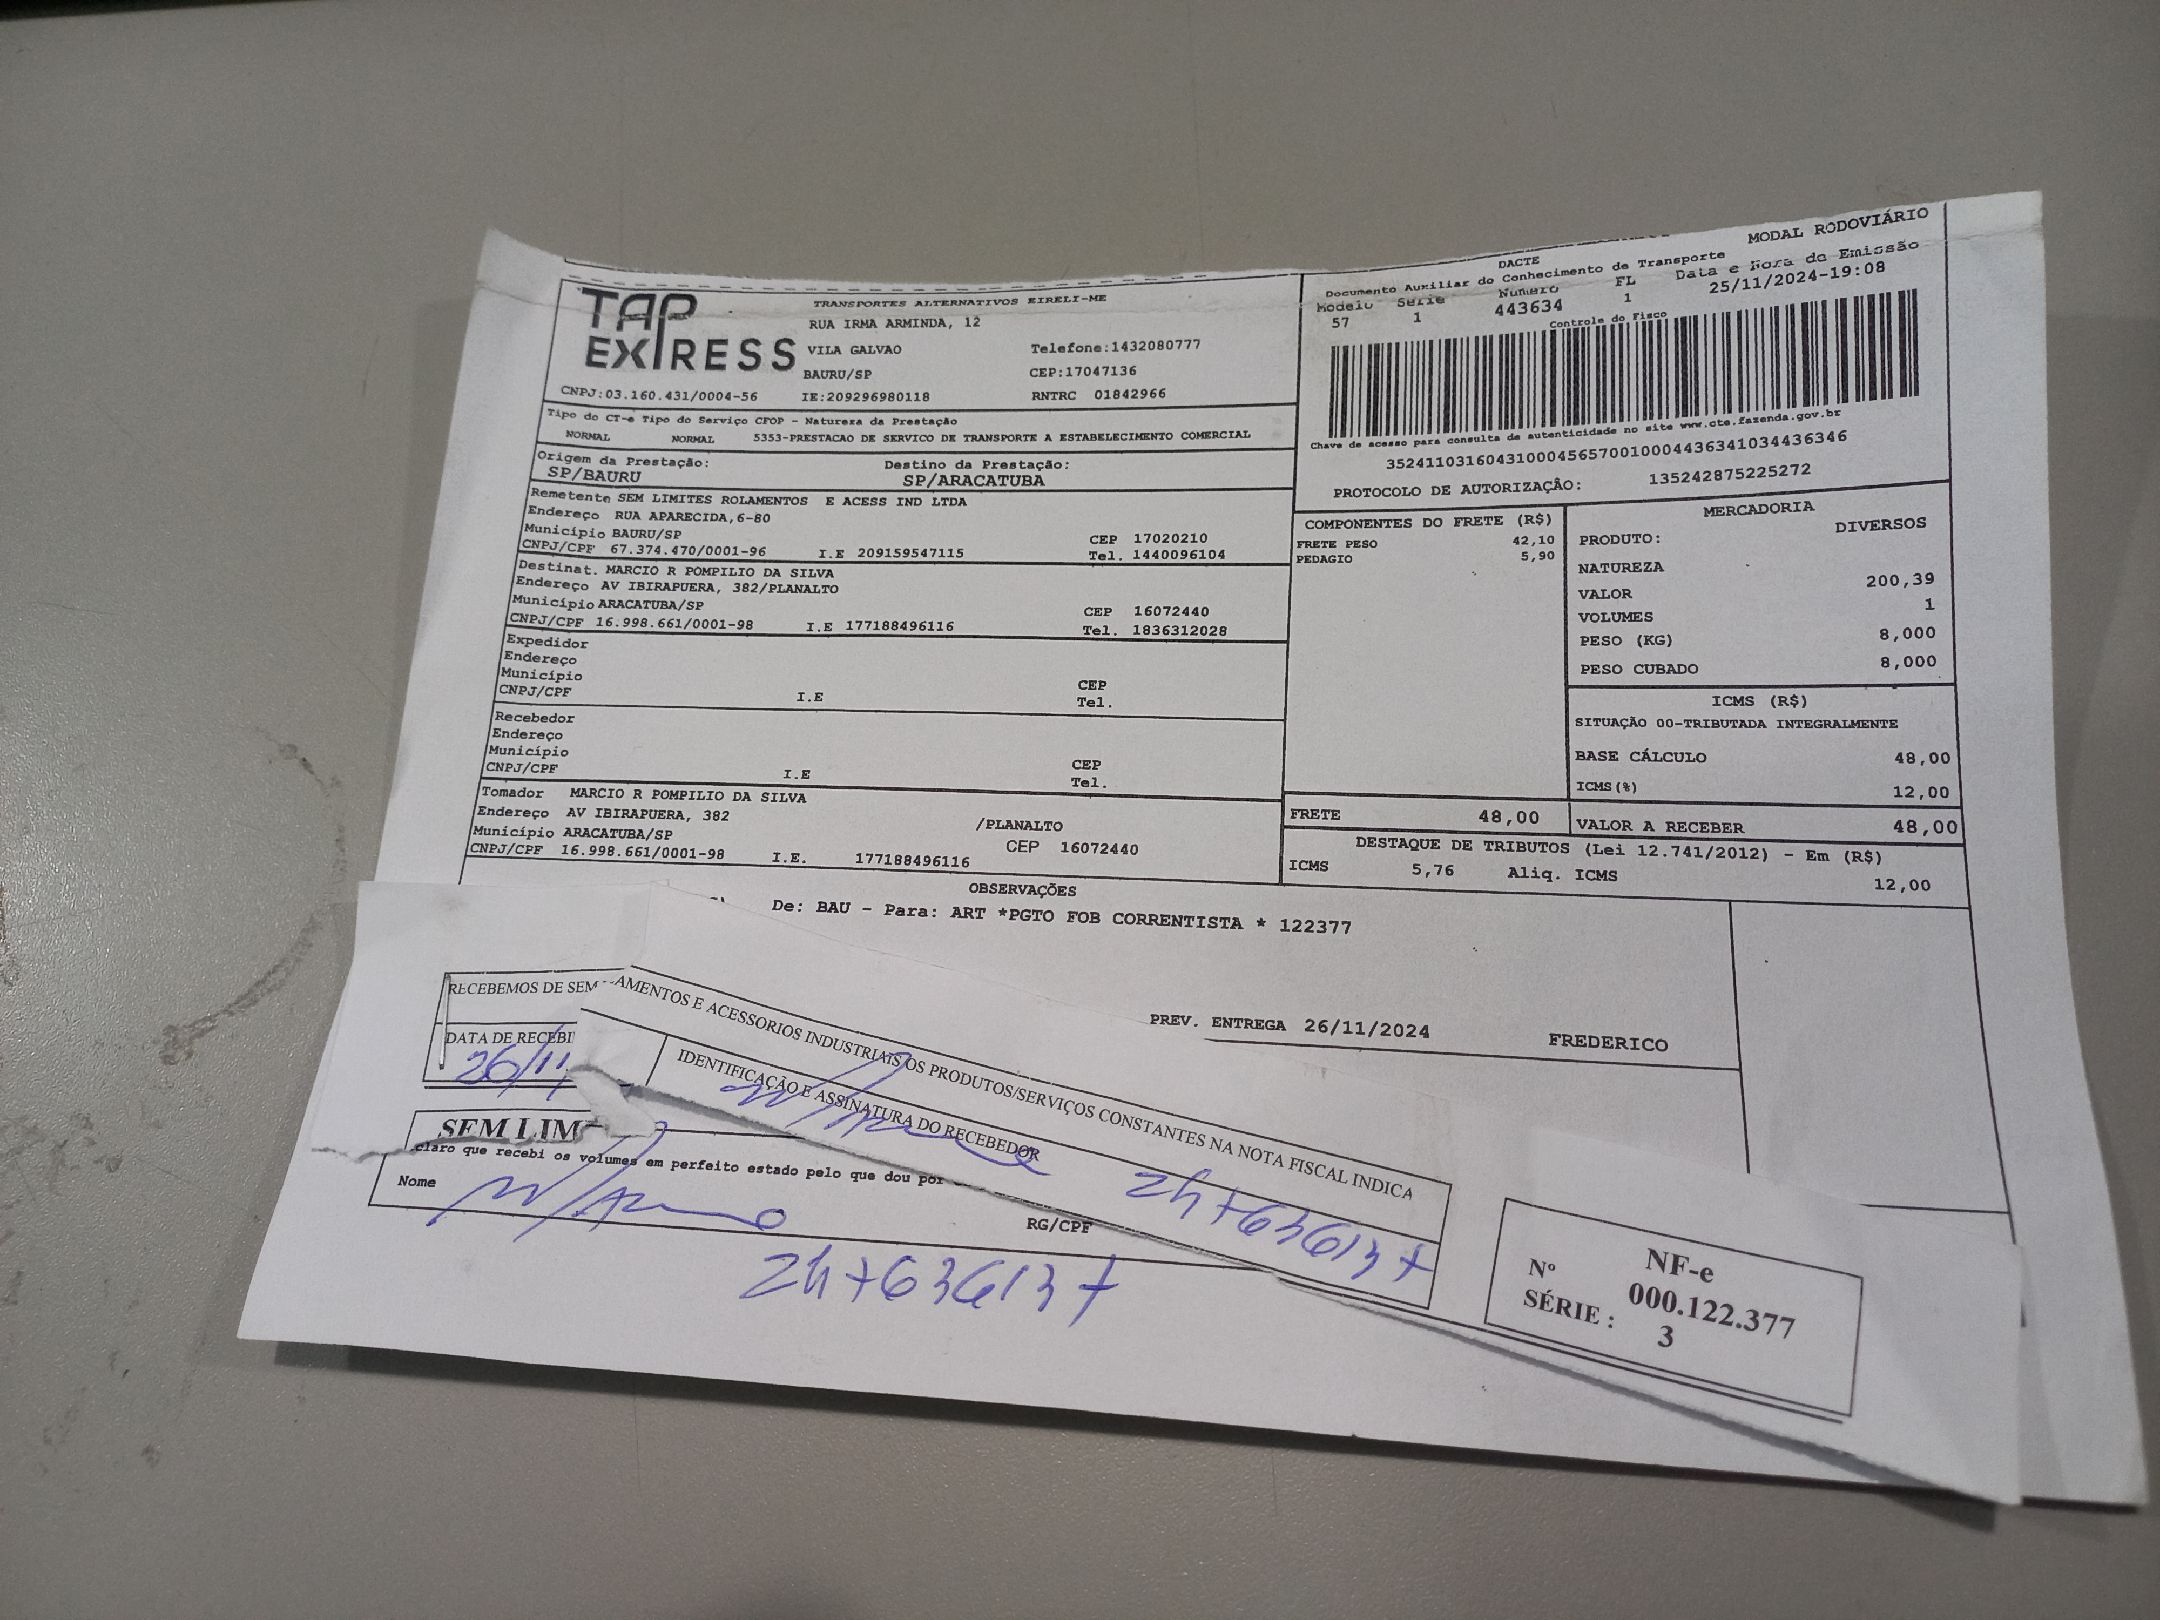 TAP EXPRESS
TRANSPORTES ALTERNATIVOS EIRELI-ME
RUA IRMA ARMINDA, 12
VILA GALVAO Telefone:1432080777
BAURU/SP CEP:17047136
CNPJ:03.160.431/0004-56 IE:209296980118 RNTRC 01842966
Tipo do CT-e Tipo do Serviço CFOP - Natureza da Prestação
NORMAL NORMAL 5353-PRESTACAO DE SERVICO DE TRANSPORTE A ESTABELECIMENTO COMERCIAL
Origem da Prestação: Destino da Prestação:
SP/BAURU SP/ARACATUBA
Remetente SEM LIMITES ROLAMENTOS E ACESS IND LTDA
Endereço RUA APARECIDA,6-80
Município BAURU/SP CEP 17020210
CNPJ/CPF 67.374.470/0001-96 I.E 209159547115 Tel. 1440096104
Destinat. MARCIO R POMPILIO DA SILVA
Endereço AV IBIRAPUERA, 382/PLANALTO
Município ARACATUBA/SP CEP 16072440
CNPJ/CPF 16.998.661/0001-98 I.E 177188496116 Tel. 1836312028
Expedidor
Endereço
Município CEP
CNPJ/CPF I.E Tel.
Recebedor
Endereço
Município CEP
CNPJ/CPF I.E Tel.
Tomador MARCIO R POMPILIO DA SILVA
Endereço AV IBIRAPUERA, 382 /PLANALTO
Município ARACATUBA/SP CEP 16072440
CNPJ/CPF 16.998.661/0001-98 I.E. 177188496116
MODAL RODOVIÁRIO
DACTE
Documento Auxiliar do Conhecimento de Transporte
Modelo Série Número FL Data e Hora de Emissão
57 1 443634 1 25/11/2024-19:08
Controle do Fisco
Chave de acesso para consulta de autenticidade no site www.cte.fazenda.gov.br
35241103160431000456570010004436341034436346
PROTOCOLO DE AUTORIZAÇÂO: 135242875225272
COMPONENTES DO FRETE (R$)
FRETE PESO 42,10
PEDAGIO 5,90
MERCADORIA
PRODUTO: DIVERSOS
NATUREZA
VALOR 200,39
VOLUMES 1
PESO (KG) 8,000
PESO CUBADO 8,000
ICMS (R$)
SITUAÇÃO 00-TRIBUTADA INTEGRALMENTE
BASE CÁLCULO 48,00
ICMS(%) 12,00
FRETE 48,00 VALOR A RECEBER 48,00
DESTAQUE DE TRIBUTOS (Lei 12.741/2012) - Em (R$)
ICMS 5,76 Aliq. ICMS 12,00
OBSERVAÇÕES
De: BAU - Para: ART *PGTO FOB CORRENTISTA * 122377
PREV. ENTREGA 26/11/2024 FREDERICO
RECEBEMOS DE SEM AMENTOS E ACESSORIOS INDUSTRIAIS OS PRODUTOS/SERVIÇOS CONSTANTES NA NOTA FISCAL INDICA
DATA DE RECEBI IDENTIFICAÇÃO E ASSINATURA DO RECEBEDOR
26/11
24763613 7
SEM LIM
claro que recebi os volumes em perfeito estado pelo que dou por
Nome RG/CPF
24763613 7
NF-e
Nº 000.122.377
SÉRIE : 3